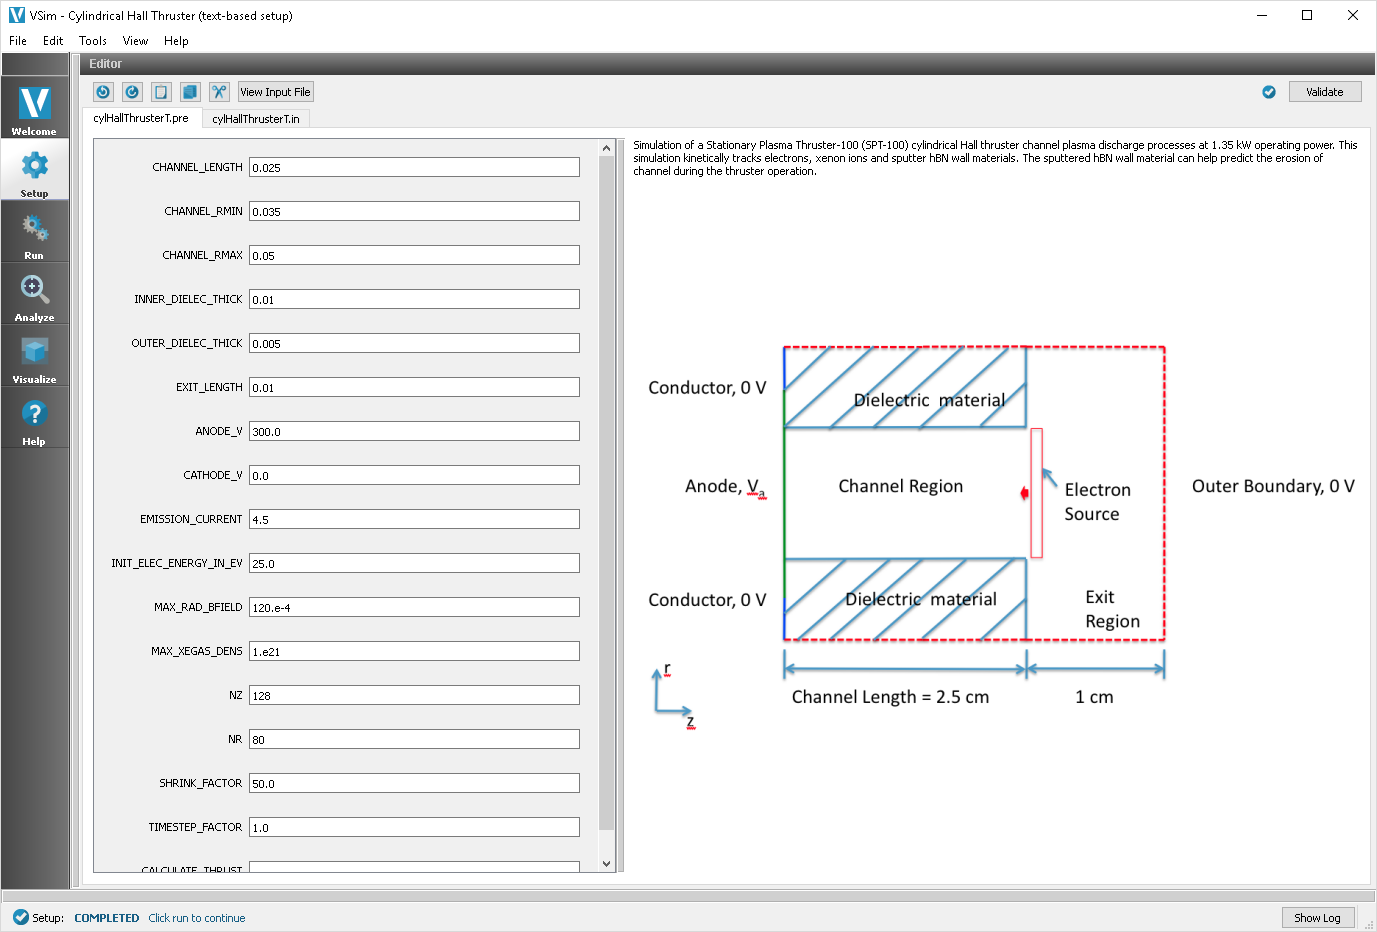 VSim - Cylindrical Hall Thruster (text-based setup)
File Edit Tools View Help
Editor
View Input File
Validate
cylHallThrusterT.pre cylHallThrusterT.in
Welcome
Setup
Run
Analyze
Visualize
Help
CHANNEL_LENGTH 0.025
CHANNEL_RMIN 0.035
CHANNEL_RMAX 0.05
INNER_DIELEC_THICK 0.01
OUTER_DIELEC_THICK 0.005
EXIT_LENGTH 0.01
ANODE_V 300.0
CATHODE_V 0.0
EMISSION_CURRENT 4.5
INIT_ELEC_ENERGY_IN_EV 25.0
MAX_RAD_BFIELD 120.e-4
MAX_XEGAS_DENS 1.e21
NZ 128
NR 80
SHRINK_FACTOR 50.0
TIMESTEP_FACTOR 1.0
CALCULATE_THRUST
Simulation of a Stationary Plasma Thruster-100 (SPT-100) cylindrical Hall thruster channel plasma discharge processes at 1.35 kW operating power. This
simulation kinetically tracks electrons, xenon ions and sputter hBN wall materials. The sputtered hBN wall material can help predict the erosion of
channel during the thruster operation.
Conductor, 0 V
Dielectric material
Anode, Va
Channel Region
Electron
Source
Outer Boundary, 0 V
Conductor, 0 V
Dielectric material
Exit
Region
r
z
Channel Length = 2.5 cm
1 cm
Setup: COMPLETED Click run to continue
Show Log